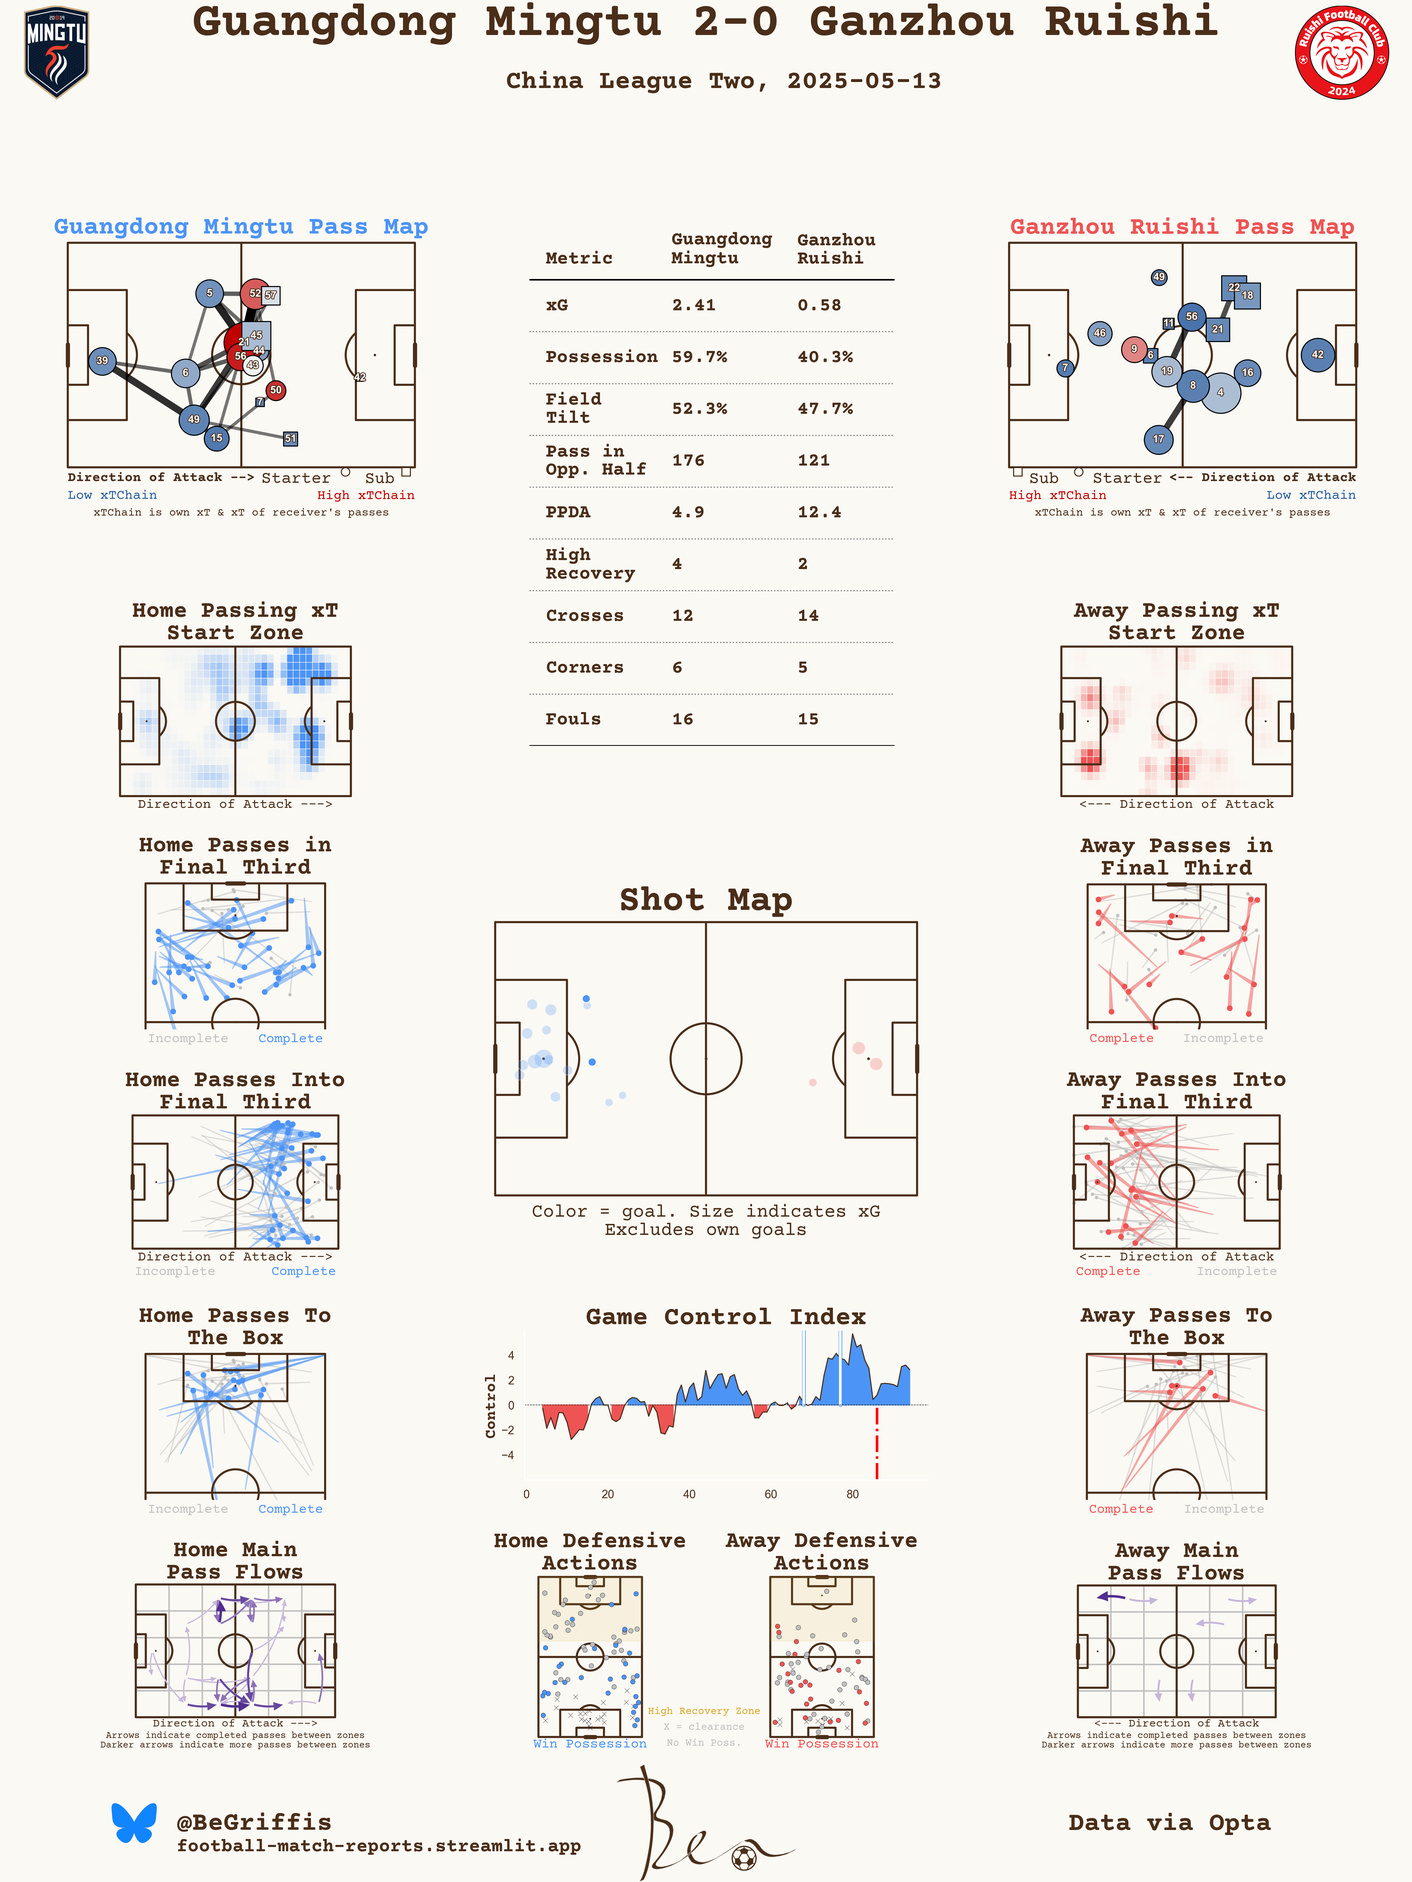 Guangdong Mingtu 2-0 Ganzhou Ruishi
China League Two, 2025-05-13
2019
MINGTU
Ruishi Football Club
2024
Guangdong Mingtu Pass Map
5
52
57
45
21
44
56
43
39
6
42
50
7
49
15
51
Direction of Attack --> Starter Sub
Low xTChain High xTChain
xTChain is own xT & xT of receiver's passes
Metric Guangdong Mingtu Ganzhou Ruishi
xG 2.41 0.58
Possession 59.7% 40.3%
Field Tilt 52.3% 47.7%
Pass in Opp. Half 176 121
PPDA 4.9 12.4
High Recovery 4 2
Crosses 12 14
Corners 6 5
Fouls 16 15
Ganzhou Ruishi Pass Map
49
22
18
56
11
21
46
9
6
42
7
19
16
8
4
17
Sub Starter <-- Direction of Attack
High xTChain Low xTChain
xTChain is own xT & xT of receiver's passes
Home Passing xT
Start Zone
Direction of Attack --->
Away Passing xT
Start Zone
<--- Direction of Attack
Home Passes in
Final Third
Incomplete Complete
Away Passes in
Final Third
Complete Incomplete
Shot Map
Color = goal. Size indicates xG
Excludes own goals
Home Passes Into
Final Third
Direction of Attack --->
Incomplete Complete
Away Passes Into
Final Third
<--- Direction of Attack
Complete Incomplete
Home Passes To
The Box
Incomplete Complete
Game Control Index
Control
4
2
0
−2
−4
0 20 40 60 80
Away Passes To
The Box
Complete Incomplete
Home Main
Pass Flows
Direction of Attack --->
Arrows indicate completed passes between zones
Darker arrows indicate more passes between zones
Home Defensive
Actions
Win Possession
High Recovery Zone
X = clearance
No Win Poss.
Away Defensive
Actions
Win Possession
Away Main
Pass Flows
<--- Direction of Attack
Arrows indicate completed passes between zones
Darker arrows indicate more passes between zones
@BeGriffis
football-match-reports.streamlit.app
Ben
Data via Opta